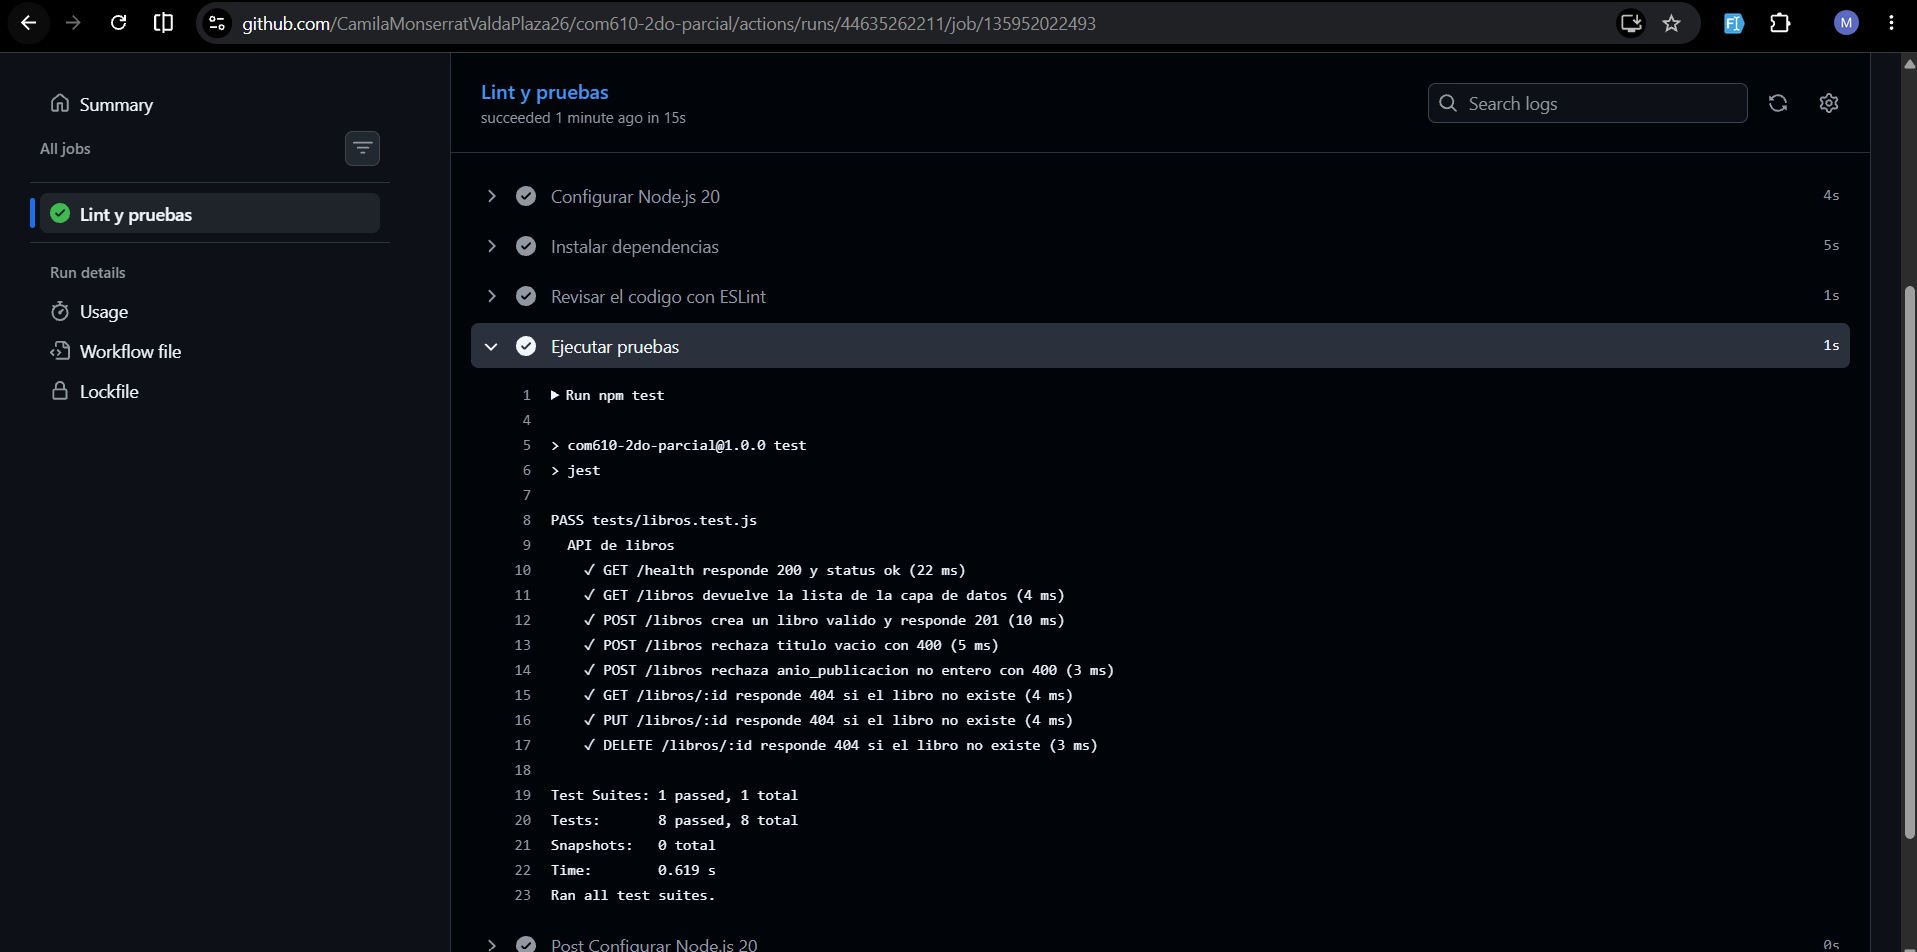 github.com/CamilaMonserratValdaPlaza26/com610-2do-parcial/actions/runs/44635262211/job/135952022493
M
Summary
All jobs
Lint y pruebas
Run details
Usage
Workflow file
Lockfile
Lint y pruebas
succeeded 1 minute ago in 15s
Search logs
Configurar Node.js 20 4s
Instalar dependencias 5s
Revisar el codigo con ESLint 1s
Ejecutar pruebas 1s
1 Run npm test
4
5 > com610-2do-parcial@1.0.0 test
6 > jest
7
8 PASS tests/libros.test.js
9 API de libros
10 ✓ GET /health responde 200 y status ok (22 ms)
11 ✓ GET /libros devuelve la lista de la capa de datos (4 ms)
12 ✓ POST /libros crea un libro valido y responde 201 (10 ms)
13 ✓ POST /libros rechaza titulo vacio con 400 (5 ms)
14 ✓ POST /libros rechaza anio_publicacion no entero con 400 (3 ms)
15 ✓ GET /libros/:id responde 404 si el libro no existe (4 ms)
16 ✓ PUT /libros/:id responde 404 si el libro no existe (4 ms)
17 ✓ DELETE /libros/:id responde 404 si el libro no existe (3 ms)
18
19 Test Suites: 1 passed, 1 total
20 Tests: 8 passed, 8 total
21 Snapshots: 0 total
22 Time: 0.619 s
23 Ran all test suites.
Post Configurar Node.js 20 0s